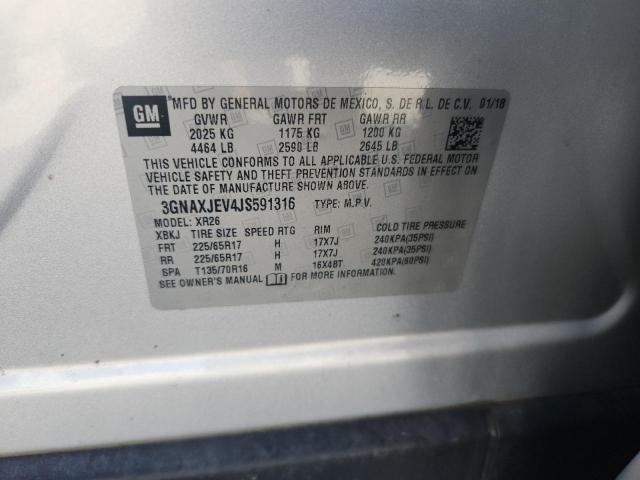 GM
MFD BY GENERAL MOTORS DE MEXICO, S. DE R.L. DE C.V. 01/18
GVWR GAWR FRT GAWR RR
2025 KG 1175 KG 1200 KG
4464 LB 2590 LB 2645 LB
THIS VEHICLE CONFORMS TO ALL APPLICABLE U.S. FEDERAL MOTOR
VEHICLE SAFETY AND THEFT PREVENTION STANDARDS IN EFFECT ON
THE DATE OF MANUFACTURE SHOWN ABOVE.
3GNAXJEV4JS591316 TYPE: M.P.V.
MODEL: XR26
XBKJ TIRE SIZE SPEED RTG RIM COLD TIRE PRESSURE
FRT 225/65R17 H 17X7J 240KPA(35PSI)
RR 225/65R17 H 17X7J 240KPA(35PSI)
SPA T135/70R16 M 16X4BT 420KPA(60PSI)
SEE OWNER'S MANUAL FOR MORE INFORMATION.